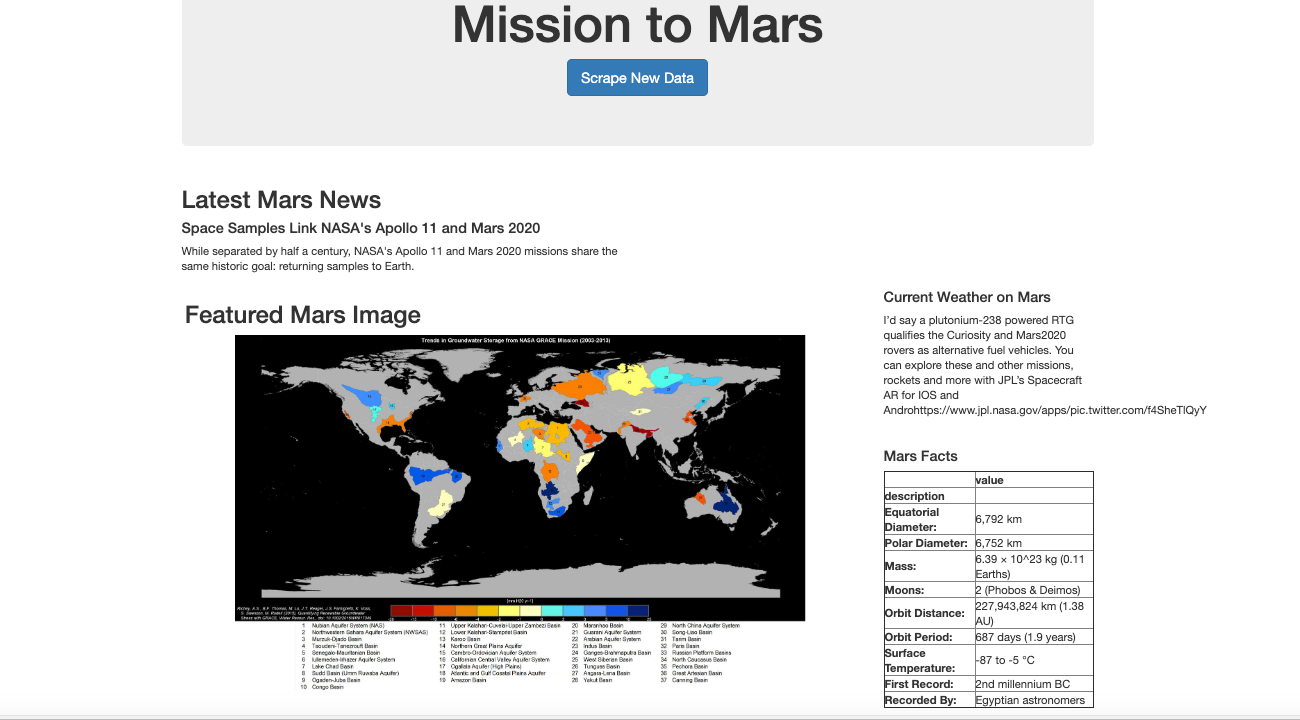 Mission to Mars
Scrape New Data
Latest Mars News
Space Samples Link NASA's Apollo 11 and Mars 2020
While separated by half a century, NASA's Apollo 11 and Mars 2020 missions share the
same historic goal: returning samples to Earth.
Featured Mars Image
Trends in Groundwater Storage from NASA GRACE Mission (2003-2013)
1 Nubian Aquifer System (NAS)
2 Northwestern Sahara Aquifer System (NWSAS)
3 Murzuk-Djado Basin
4 Taoudeni-Tanezrouft Basin
5 Senegalo-Mauritanian Basin
6 Iullemeden-Irhazer Aquifer System
7 Lake Chad Basin
8 Sudd Basin (Umm Ruwaba Aquifer)
9 Ogaden-Juba Basin
10 Congo Basin
11 Upper Kalahari-Cuvelai-Upper Zambezi Basin
12 Lower Kalahari-Stampriet Basin
13 Karoo Basin
14 Northern Great Plains Aquifer
15 Cambro-Ordovician Aquifer System
16 Californian Central Valley Aquifer System
17 Ogallala Aquifer (High Plains)
18 Atlantic and Gulf Coastal Plains Aquifer
19 Amazon Basin
20 Maranhao Basin
21 Guarani Aquifer System
22 Arabian Aquifer System
23 Indus Basin
24 Ganges-Brahmaputra Basin
25 West Siberian Basin
26 Tunguss Basin
27 Angara-Lena Basin
28 Yakut Basin
29 North China Aquifer System
30 Song-Liao Basin
31 Tarim Basin
32 Paris Basin
33 Russian Platform Basins
34 North Caucasus Basin
35 Pechora Basin
36 Great Artesian Basin
37 Canning Basin
Current Weather on Mars
I'd say a plutonium-238 powered RTG
qualifies the Curiosity and Mars2020
rovers as alternative fuel vehicles. You
can explore these and other missions,
rockets and more with JPL's Spacecraft
AR for IOS and
Androhttps://www.jpl.nasa.gov/apps/pic.twitter.com/f4SheTlQyY
Mars Facts
value
description
Equatorial Diameter: 6,792 km
Polar Diameter: 6,752 km
Mass: 6.39 × 10^23 kg (0.11 Earths)
Moons: 2 (Phobos & Deimos)
Orbit Distance: 227,943,824 km (1.38 AU)
Orbit Period: 687 days (1.9 years)
Surface Temperature: -87 to -5 °C
First Record: 2nd millennium BC
Recorded By: Egyptian astronomers